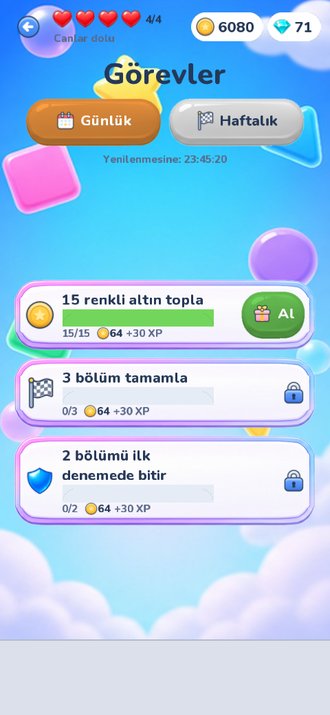 4/4
Canlar dolu
6080
71
Görevler
Günlük
Haftalık
Yenilenmesine: 23:45:20
15 renkli altın topla
15/15 64 +30 XP
Al
3 bölüm tamamla
0/3 64 +30 XP
2 bölümü ilk
denemede bitir
0/2 64 +30 XP